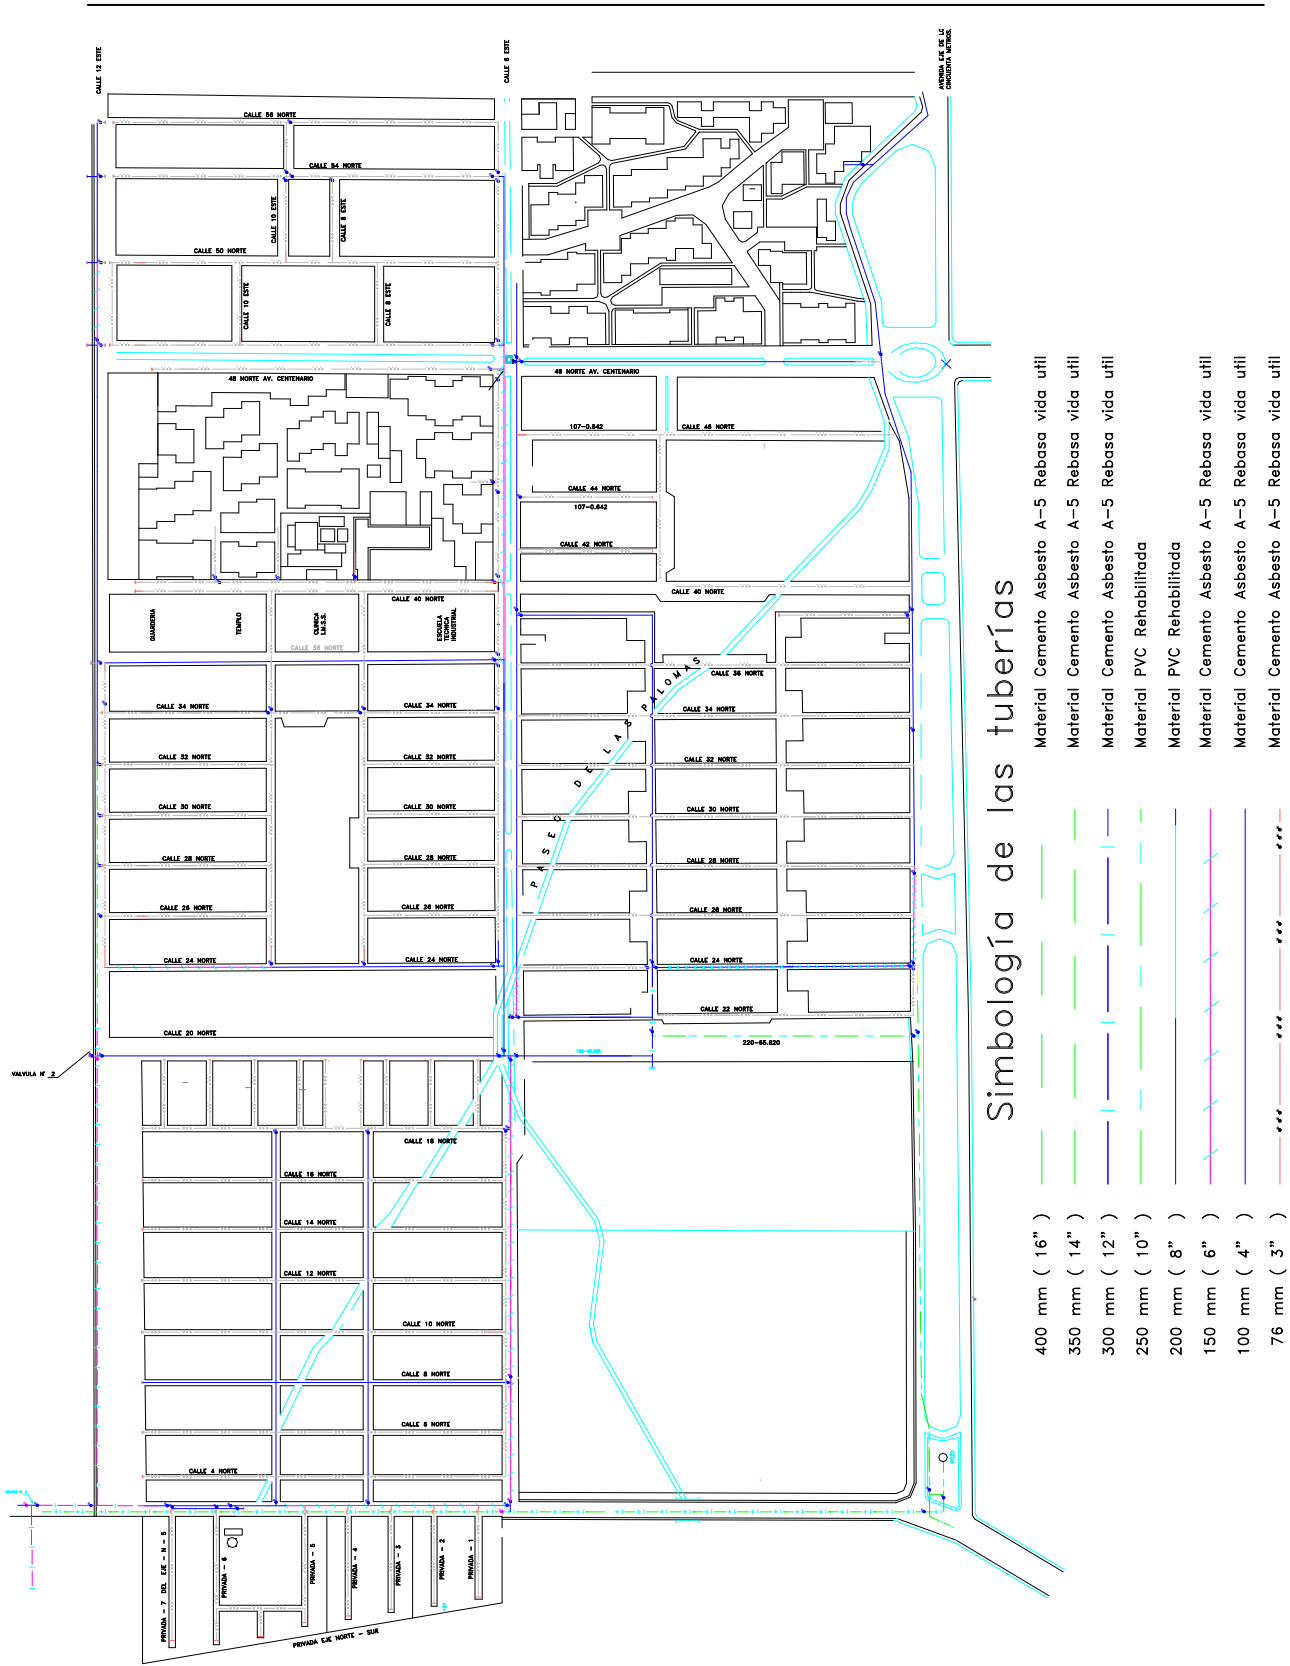 CALLE 12 ESTE
CALLE 6 ESTE
AVENIDA EJE DE LC
CINCUENTA METROS.
CALLE 56 NORTE
CALLE 54 NORTE
CALLE 10 ESTE
CALLE 8 ESTE
CALLE 50 NORTE
CALLE 10 ESTE
CALLE 8 ESTE
48 NORTE AV. CENTENARIO
48 NORTE AV. CENTENARIO
107-0.642
CALLE 46 NORTE
CALLE 44 NORTE
107-0.642
CALLE 42 NORTE
CALLE 40 NORTE
CALLE 40 NORTE
GUARDERIA
TEMPLO
CLINICA
I.M.S.S.
ESCUELA
TECNICA
INDUSTRIAL
CALLE 36 NORTE
CALLE 36 NORTE
CALLE 34 NORTE
CALLE 34 NORTE
CALLE 34 NORTE
CALLE 32 NORTE
CALLE 32 NORTE
CALLE 32 NORTE
CALLE 30 NORTE
CALLE 30 NORTE
CALLE 30 NORTE
CALLE 28 NORTE
CALLE 28 NORTE
CALLE 28 NORTE
CALLE 26 NORTE
CALLE 26 NORTE
CALLE 26 NORTE
CALLE 24 NORTE
CALLE 24 NORTE
CALLE 24 NORTE
PASEO DE LAS PALOMAS
CALLE 22 NORTE
CALLE 20 NORTE
220-65.620
VALVULA Nº 2
CALLE 18 NORTE
CALLE 16 NORTE
CALLE 14 NORTE
CALLE 12 NORTE
CALLE 10 NORTE
CALLE 8 NORTE
CALLE 6 NORTE
CALLE 4 NORTE
POZO
PRIVADA - 7 DEL EJE - N - S
PRIVADA - 6
PRIVADA - 5
PRIVADA - 4
PRIVADA - 3
PRIVADA - 2
PRIVADA - 1
PRIVADA EJE NORTE - SUR
Simbología de las tuberías
400 mm ( 16" ) Material Cemento Asbesto A-5 Rebasa vida util
350 mm ( 14" ) Material Cemento Asbesto A-5 Rebasa vida util
300 mm ( 12" ) Material Cemento Asbesto A-5 Rebasa vida util
250 mm ( 10" ) Material PVC Rehabilitada
200 mm ( 8" ) Material PVC Rehabilitada
150 mm ( 6" ) Material Cemento Asbesto A-5 Rebasa vida util
100 mm ( 4" ) Material Cemento Asbesto A-5 Rebasa vida util
76 mm ( 3" ) Material Cemento Asbesto A-5 Rebasa vida util